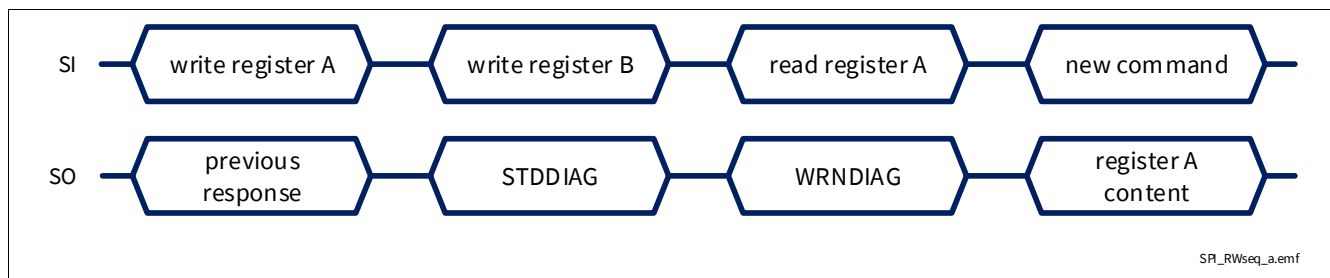 SI write register A write register B read register A new command
SO previous response STDDIAG WRNDIAG register A content
SPI_RWseq_a.emf